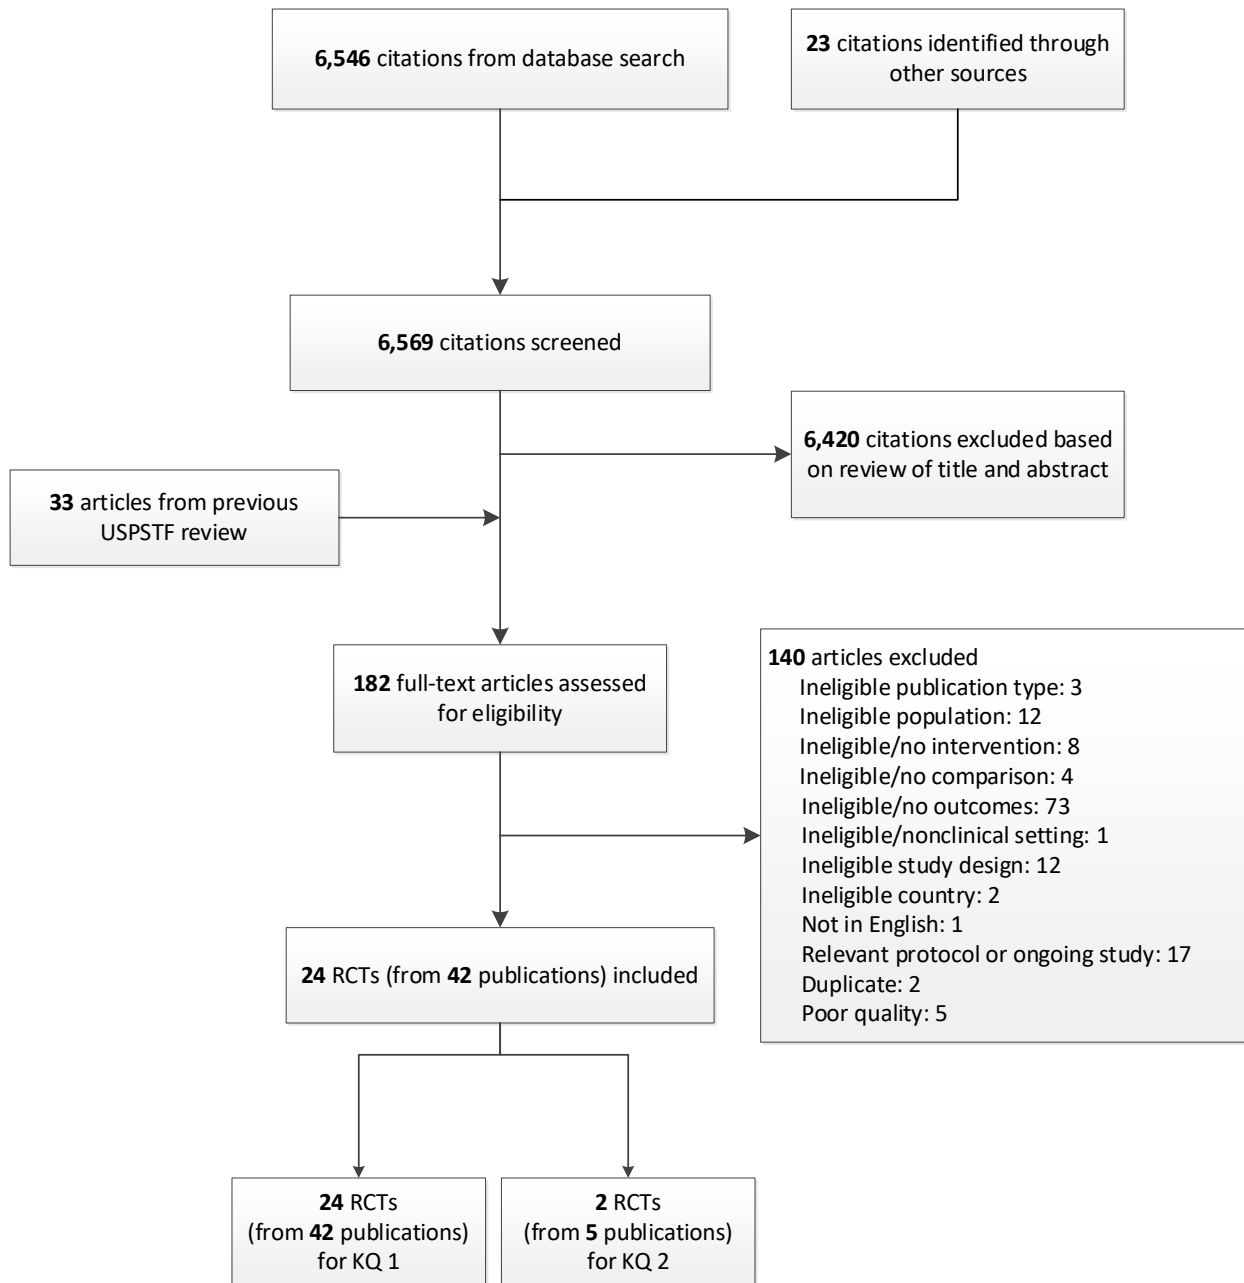 6,546 citations from database search
23 citations identified through
other sources
6,569 citations screened
6,420 citations excluded based
on review of title and abstract
33 articles from previous
USPSTF review
182 full-text articles assessed
for eligibility
140 articles excluded
Ineligible publication type: 3
Ineligible population: 12
Ineligible/no intervention: 8
Ineligible/no comparison: 4
Ineligible/no outcomes: 73
Ineligible/nonclinical setting: 1
Ineligible study design: 12
Ineligible country: 2
Not in English: 1
Relevant protocol or ongoing study: 17
Duplicate: 2
Poor quality: 5
24 RCTs (from 42 publications) included
24 RCTs
(from 42 publications)
for KQ 1
2 RCTs
(from 5 publications)
for KQ 2